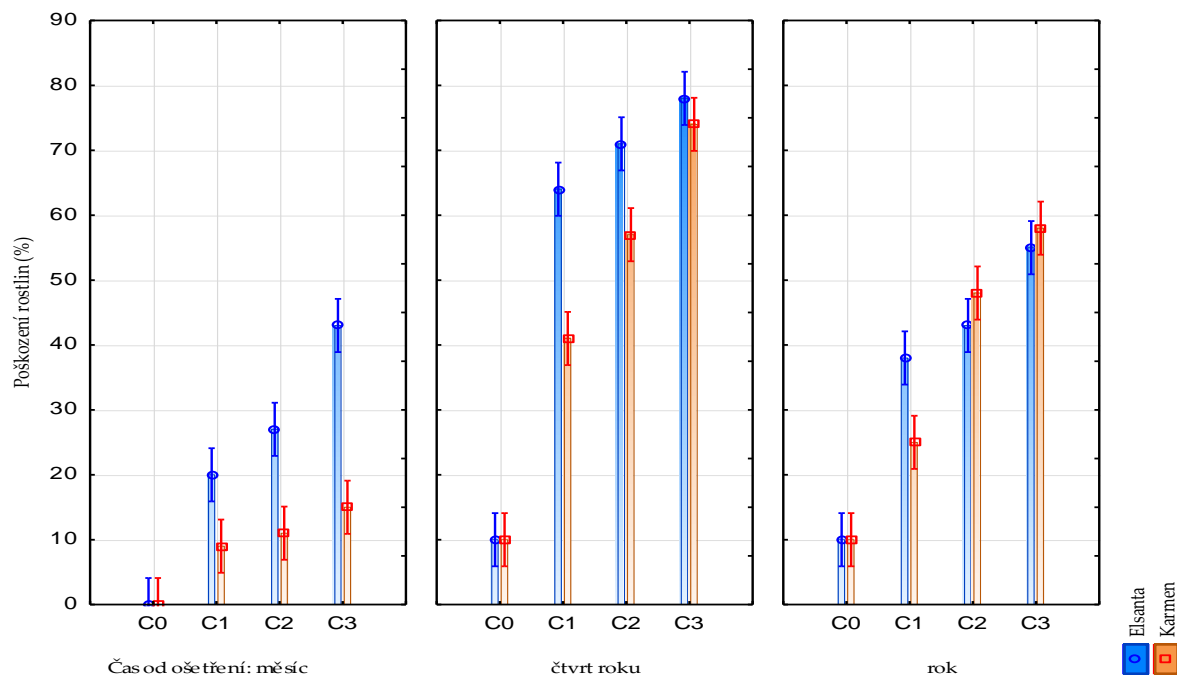 Poškození rostlin (%)
90
80
70
60
50
40
30
20
10
0
C0 C1 C2 C3 C0 C1 C2 C3 C0 C1 C2 C3
Čas od ošetření: měsíc čtvrt roku rok
Elsanta
Karmen